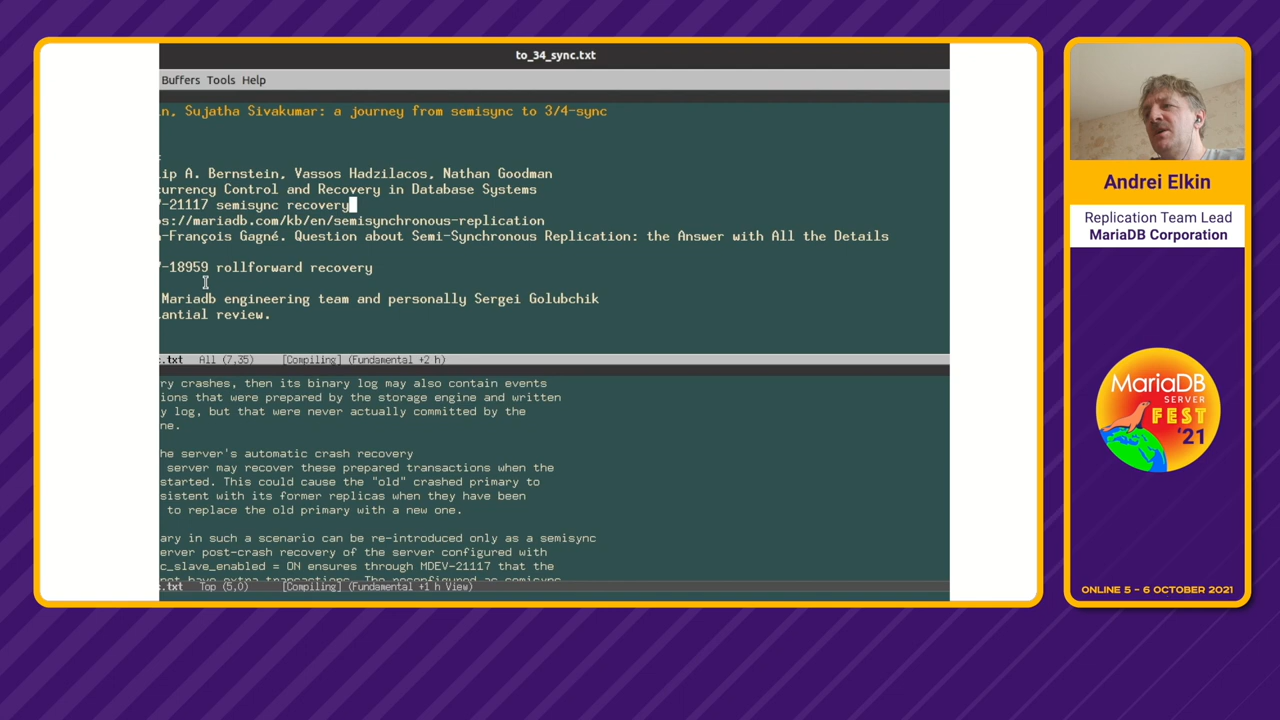 to_34_sync.txt
Buffers Tools Help
in, Sujatha Sivakumar: a journey from semisync to 3/4-sync
ip A. Bernstein, Vassos Hadzilacos, Nathan Goodman
urrency Control and Recovery in Database Systems
-21117 semisync recovery
s://mariadb.com/kb/en/semisynchronous-replication
-François Gagné. Question about Semi-Synchronous Replication: the Answer with All the Details
-18959 rollforward recovery
Mariadb engineering team and personally Sergei Golubchik
antial review.
.txt All (7,35) [Compiling] (Fundamental +2 h)
ry crashes, then its binary log may also contain events
ions that were prepared by the storage engine and written
y log, but that were never actually committed by the
ne.
he server's automatic crash recovery
server may recover these prepared transactions when the
started. This could cause the "old" crashed primary to
sistent with its former replicas when they have been
to replace the old primary with a new one.
ary in such a scenario can be re-introduced only as a semisync
erver post-crash recovery of the server configured with
c_slave_enabled = ON ensures through MDEV-21117 that the
not have extra transactions. The reconfigured as semisync
.txt Top (5,0) [Compiling] (Fundamental +1 h View)
Andrei Elkin
Replication Team Lead
MariaDB Corporation
MariaDB
SERVER
FEST
'21
ONLINE 5 - 6 OCTOBER 2021